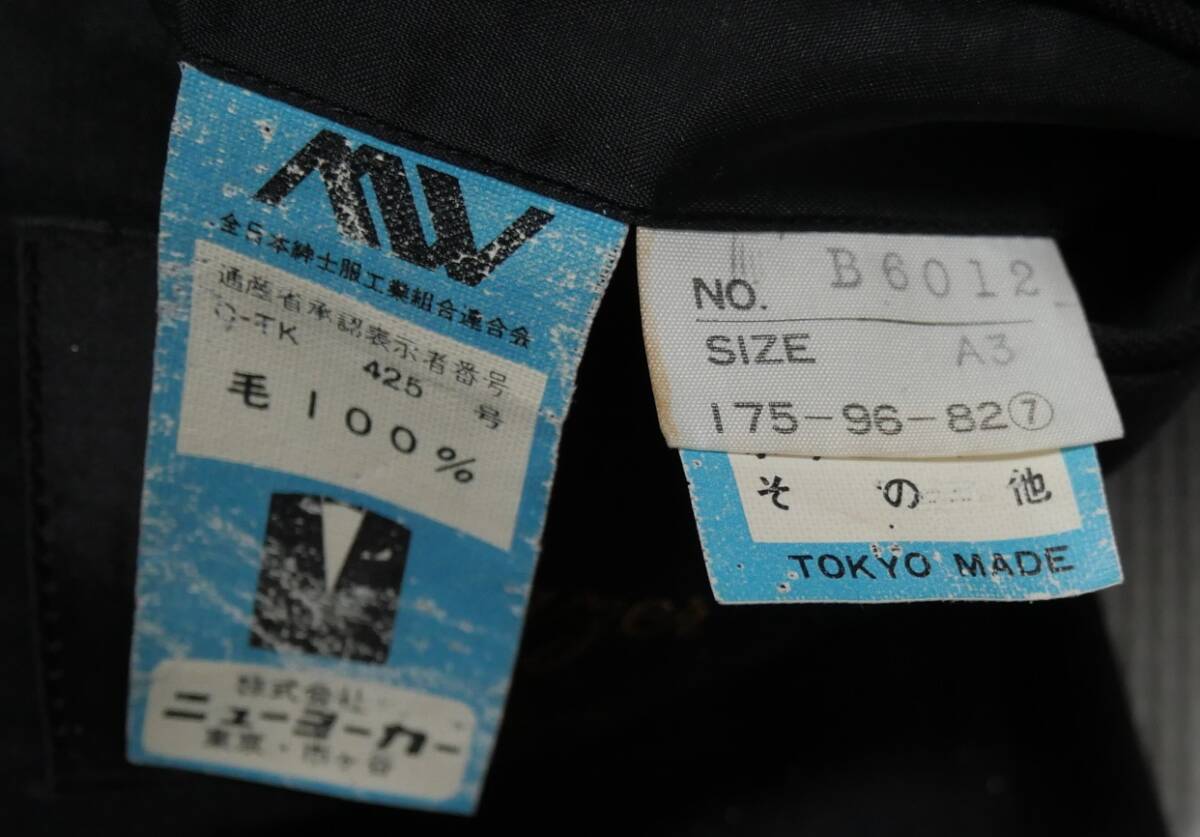 MW
全日本紳士服工業組合連合会
通産省承認表示者番号
Q-TK 425 号
毛 100%
株式会社
ニューヨーカー
東京・市ヶ谷
NO. B6012
SIZE A3
175-96-82⑦
その他
TOKYO MADE